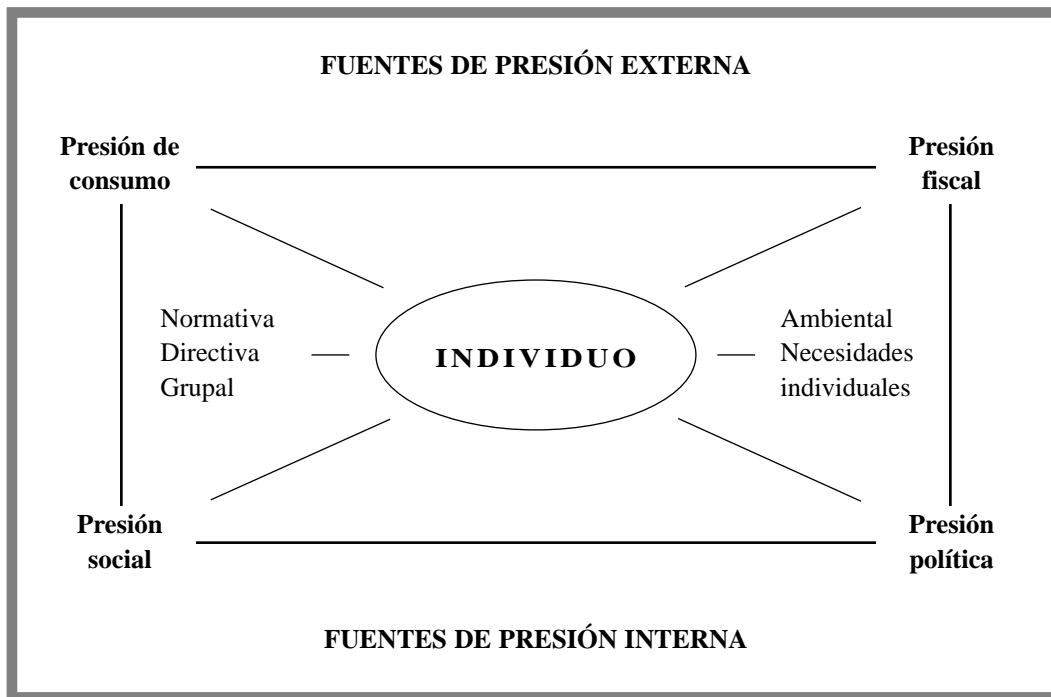 FUENTES DE PRESIÓN EXTERNA
Presión de
consumo
Presión
fiscal
Normativa
Directiva
Grupal
INDIVIDUO
Ambiental
Necesidades
individuales
Presión
social
Presión
política
FUENTES DE PRESIÓN INTERNA